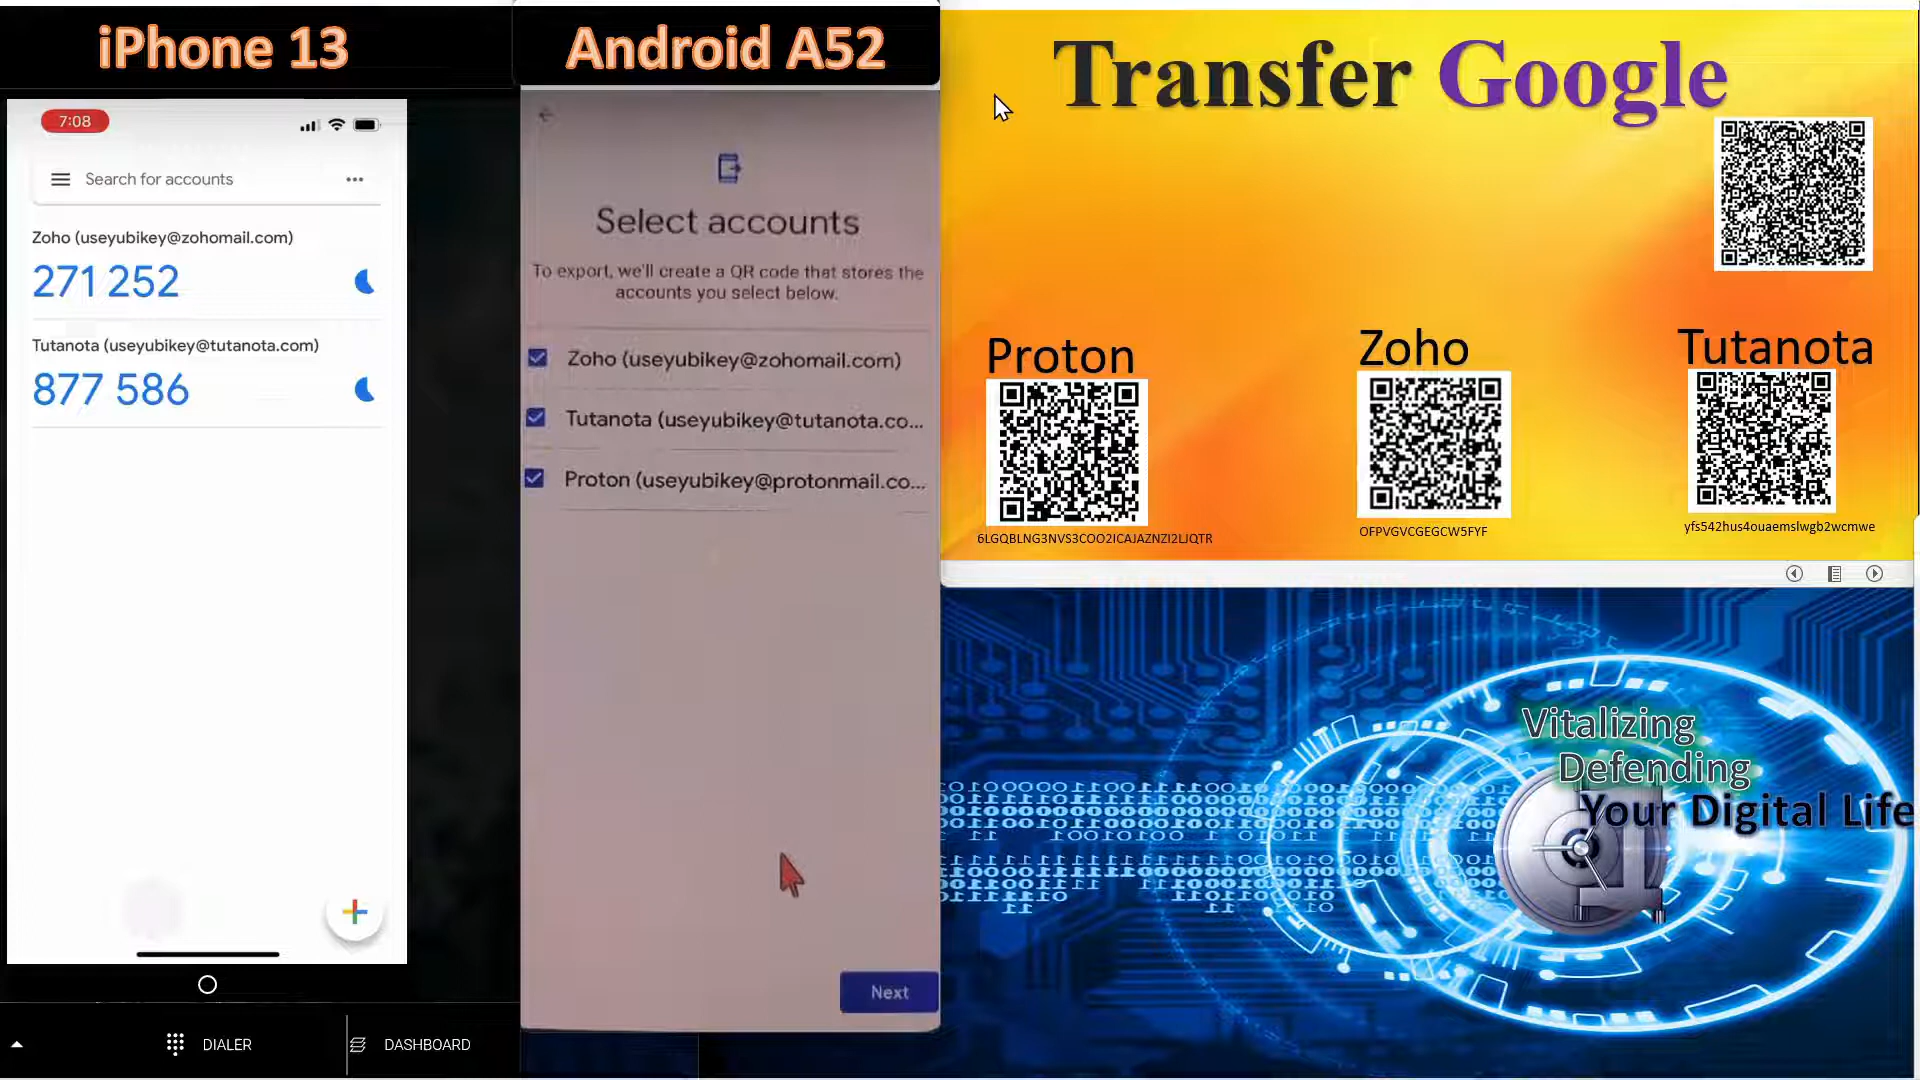 iPhone 13
7:08
Search for accounts
Zoho (useyubikey@zohomail.com)
271 252
Tutanota (useyubikey@tutanota.com)
877 586
DIALER
DASHBOARD
Android A52
Select accounts
To export, we'll create a QR code that stores the
accounts you select below.
Zoho (useyubikey@zohomail.com)
Tutanota (useyubikey@tutanota.co...
Proton (useyubikey@protonmail.co...
Next
Transfer Google
Proton
Zoho
Tutanota
6LGQBLNG3NVS3COO2ICAJAZNZI2LJQTR
OFPVGVCGEGCW5FYF
yfs542hus4ouaemslwgb2wcmwe
Vitalizing
Defending
Your Digital Life